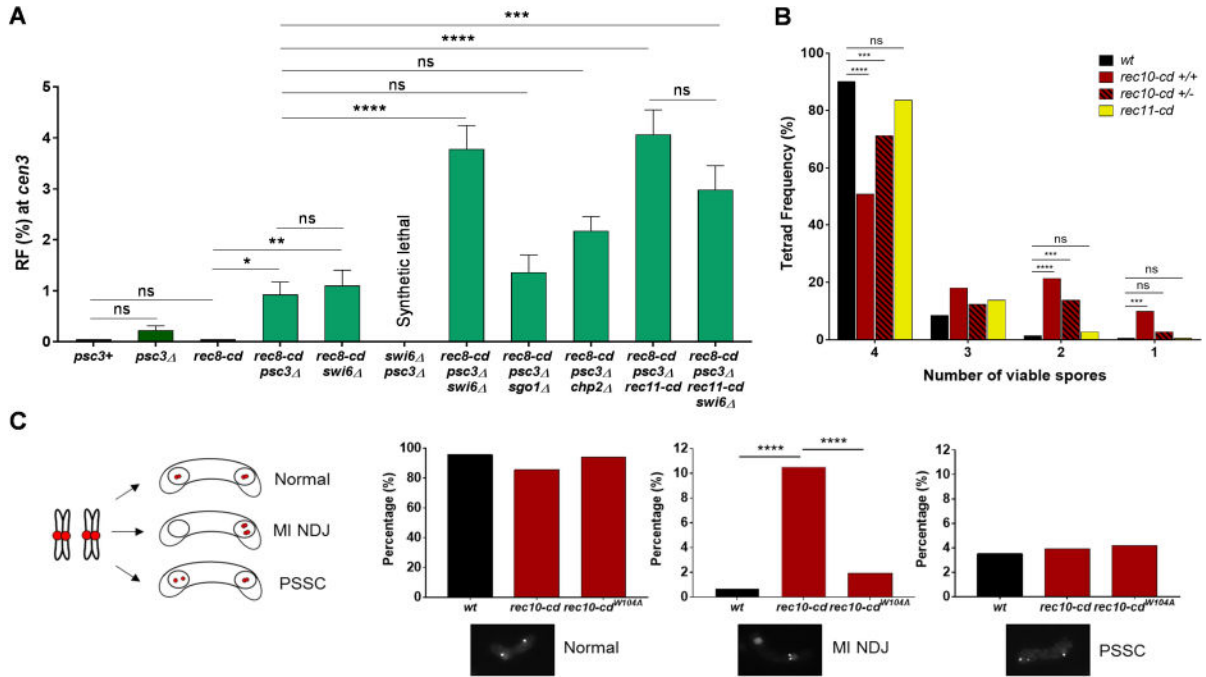 A
***
****
ns
ns
ns
****
ns
**
ns
*
ns
RF (%) at cen3
5
4
3
2
1
0
Synthetic lethal
psc3+
psc3Δ
rec8-cd
rec8-cd
psc3Δ
rec8-cd
swi6Δ
swi6Δ
psc3Δ
rec8-cd
psc3Δ
swi6Δ
rec8-cd
psc3Δ
sgo1Δ
rec8-cd
psc3Δ
chp2Δ
rec8-cd
psc3Δ
rec11-cd
rec8-cd
psc3Δ
rec11-cd
swi6Δ
B
ns
***
****
wt
rec10-cd +/+
rec10-cd +/-
rec11-cd
Tetrad Frequency (%)
100
80
60
40
20
0
ns
***
****
ns
ns
***
4 3 2 1
Number of viable spores
C
Normal
MI NDJ
PSSC
Percentage (%)
100
80
60
40
20
0
wt rec10-cd rec10-cdW104A
Normal
Percentage (%)
12
10
8
6
4
2
0
**** ****
wt rec10-cd rec10-cdW104A
MI NDJ
Percentage (%)
12
10
8
6
4
2
0
wt rec10-cd rec10-cdW104A
PSSC